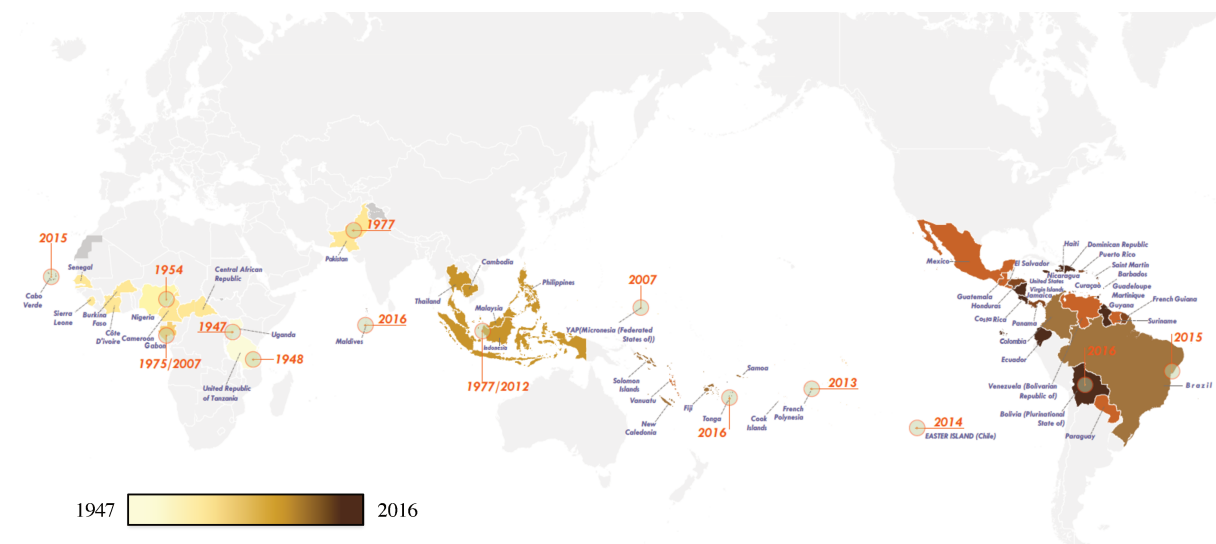 2015
Senegal
Cabo
Verde
Sierra
Leone
Burkina
Faso
Côte
D'ivoire
1954
Nigeria
Cameroon
Gabon
1975/2007
Central African
Republic
1947
Uganda
1948
United Republic
of Tanzania
1977
Pakistan
2016
Maldives
Cambodia
Thailand
Malaysia
Philippines
Indonesia
1977/2012
2007
YAP(Micronesia (Federated
States of))
Solomon
Islands
Vanuatu
New
Caledonia
Fiji
Samoa
Tonga
2016
Cook
Islands
French
Polynesia
2013
2014
EASTER ISLAND (Chile)
Mexico
Guatemala
Honduras
El Salvador
Costa Rica
Panama
Nicaragua
Haiti
Dominican Republic
Puerto Rico
Saint Martin
Barbados
United States
Virgin Islands
Jamaica
Curaçao
Guadeloupe
Martinique
Guyana
French Guiana
Suriname
Colombia
Ecuador
Venezuela (Bolivarian
Republic of)
Bolivia (Plurinational
State of)
Paraguay
2016
2015
Brazil
1947
2016